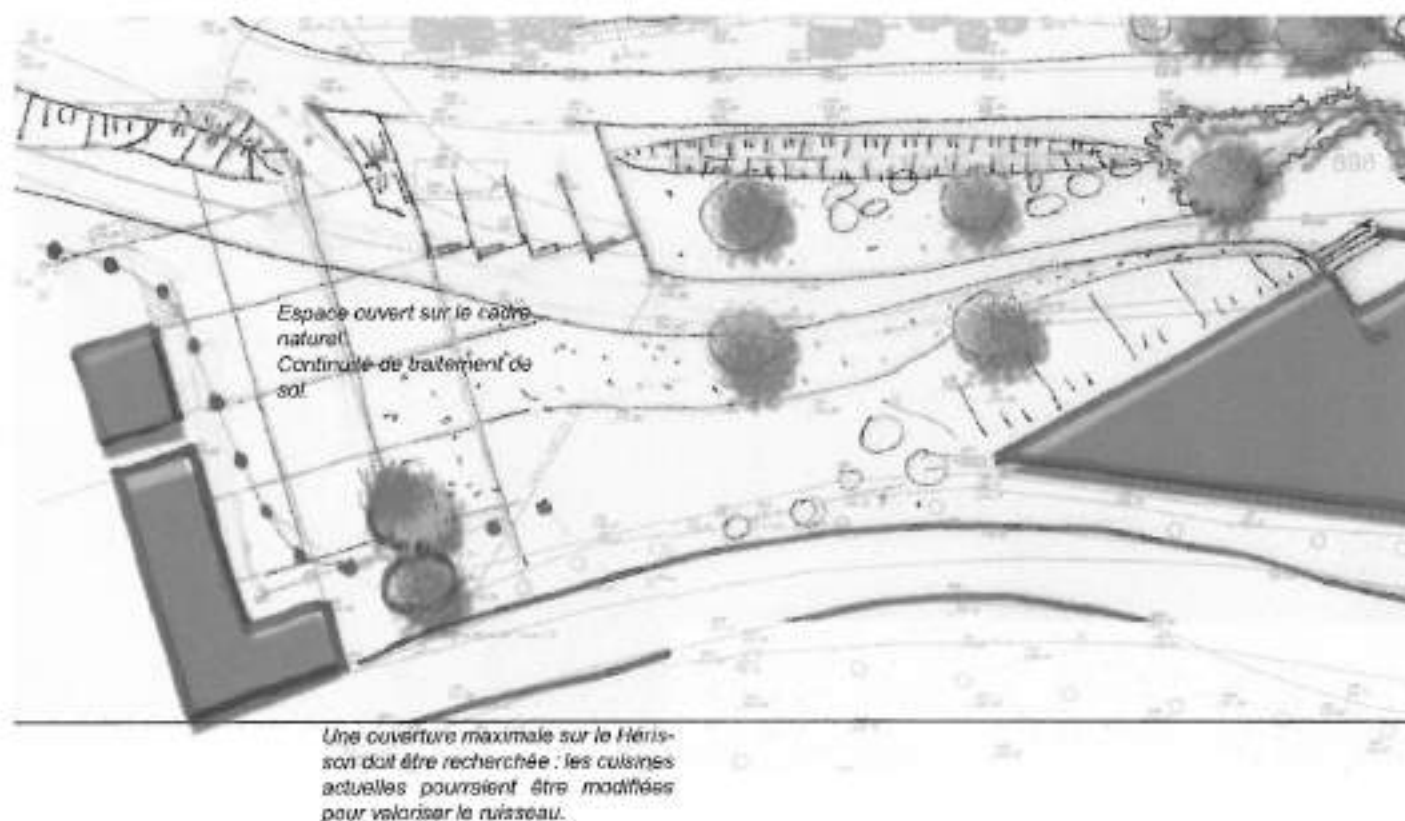 Espace ouvert sur le cadre
naturel.
Continuité de traitement de
sol.
Une ouverture maximale sur le Héris-
son doit être recherchée : les cuisines
actuelles pourraient être modifiées
pour valoriser le ruisseau.